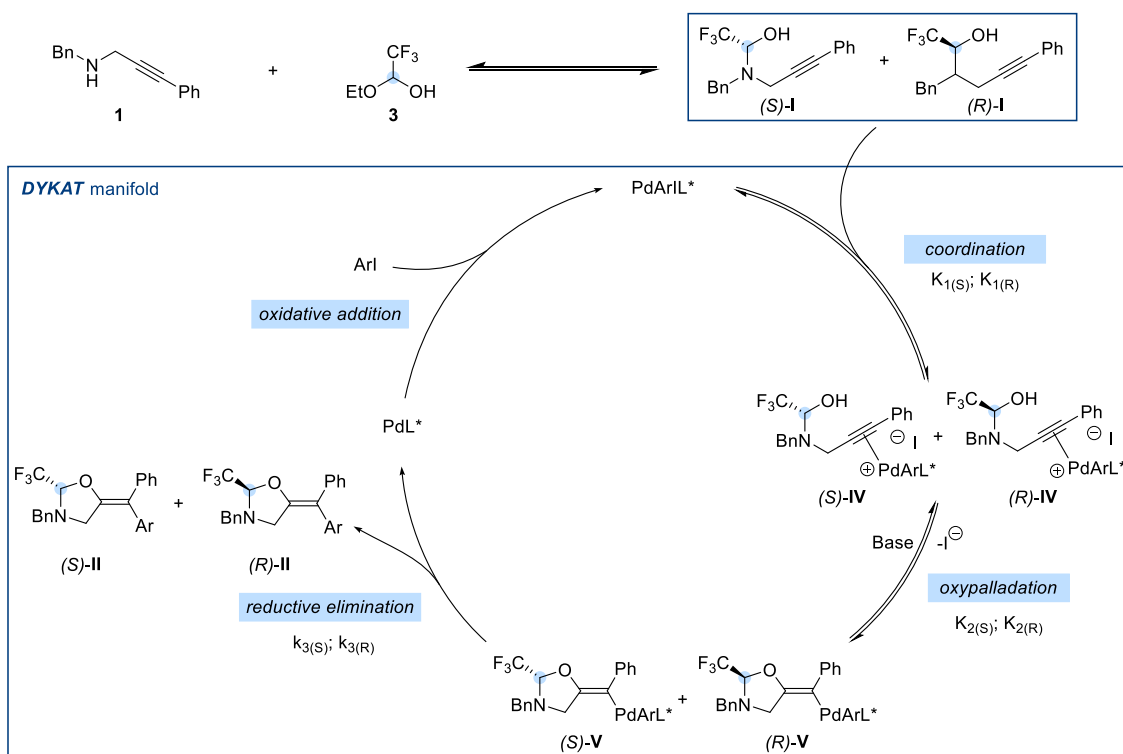 Bn
N
H
Ph
1
+
CF3
EtO
OH
3
F3C
OH
N
Bn
Ph
(S)-I
+
F3C
OH
Bn
Ph
(R)-I
DYKAT manifold
PdArIL*
ArI
oxidative addition
coordination
K1(S); K1(R)
PdL*
F3C
OH
BnN
Ph
⊖ I
⊕
PdArL*
(S)-IV
+
F3C
OH
BnN
Ph
⊖ I
⊕
PdArL*
(R)-IV
F3C
O
Ph
BnN
Ar
(S)-II
+
F3C
O
Ph
BnN
Ar
(R)-II
Base
-I⊖
oxypalladation
K2(S); K2(R)
reductive elimination
k3(S); k3(R)
F3C
O
Ph
BnN
PdArL*
(S)-V
+
F3C
O
Ph
BnN
PdArL*
(R)-V